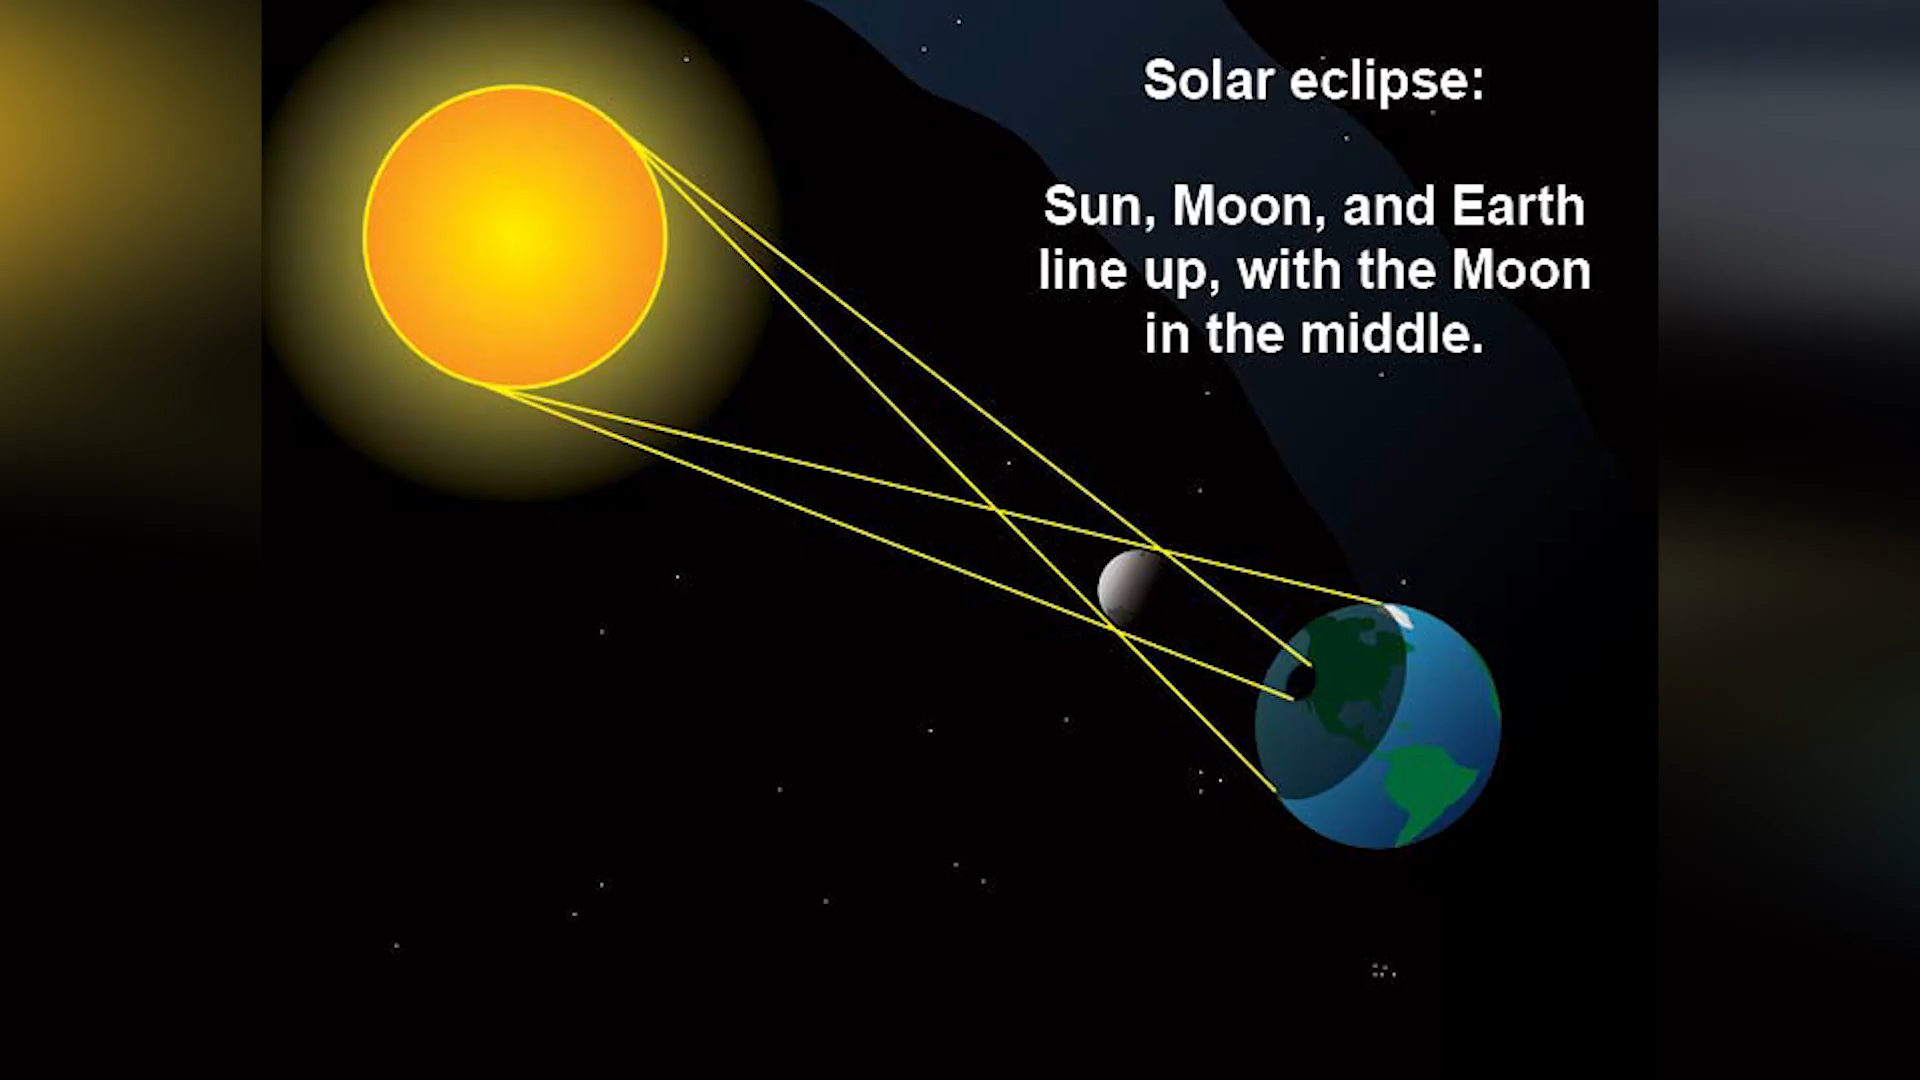 Solar eclipse:
Sun, Moon, and Earth
line up, with the Moon
in the middle.